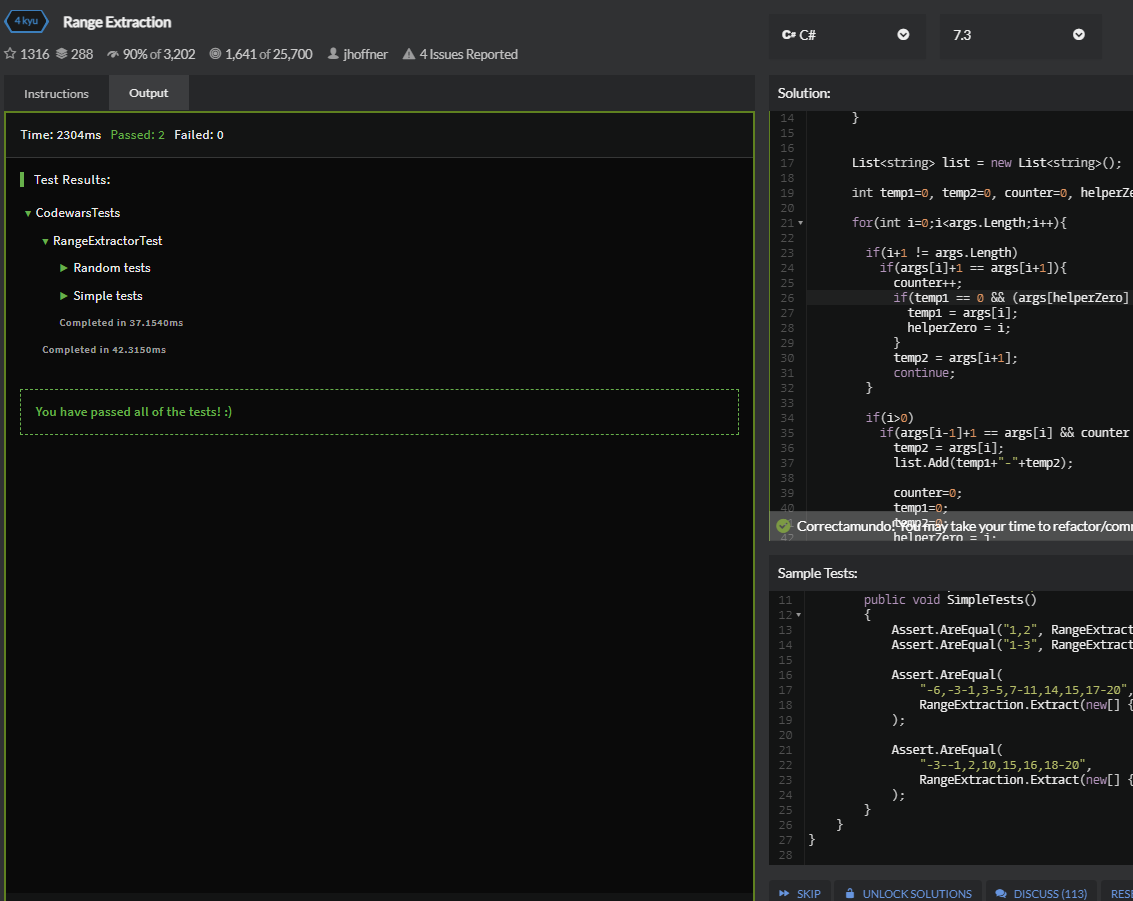 4 kyu Range Extraction
1316 288 90% of 3,202 1,641 of 25,700 jhoffner 4 Issues Reported
Instructions Output
Time: 2304ms Passed: 2 Failed: 0
Test Results:
CodewarsTests
RangeExtractorTest
Random tests
Simple tests
Completed in 37.1540ms
Completed in 42.3150ms
You have passed all of the tests! :)
C# C# 7.3
Solution:
14 }
15
16
17 List<string> list = new List<string>();
18
19 int temp1=0, temp2=0, counter=0, helperZe
20
21 for(int i=0;i<args.Length;i++){
22
23 if(i+1 != args.Length)
24 if(args[i]+1 == args[i+1]){
25 counter++;
26 if(temp1 == 0 && (args[helperZero]
27 temp1 = args[i];
28 helperZero = i;
29 }
30 temp2 = args[i+1];
31 continue;
32 }
33
34 if(i>0)
35 if(args[i-1]+1 == args[i] && counter
36 temp2 = args[i];
37 list.Add(temp1+"-"+temp2);
38
39 counter=0;
40 temp1=0;
41 temp2=0;
Correctamundo! You may take your time to refactor/com
42 helperZero = i;
Sample Tests:
11 public void SimpleTests()
12 {
13 Assert.AreEqual("1,2", RangeExtract
14 Assert.AreEqual("1-3", RangeExtract
15
16 Assert.AreEqual(
17 "-6,-3-1,3-5,7-11,14,15,17-20",
18 RangeExtraction.Extract(new[] {
19 );
20
21 Assert.AreEqual(
22 "-3--1,2,10,15,16,18-20",
23 RangeExtraction.Extract(new[] {
24 );
25 }
26 }
27 }
28
SKIP UNLOCK SOLUTIONS DISCUSS (113) RES